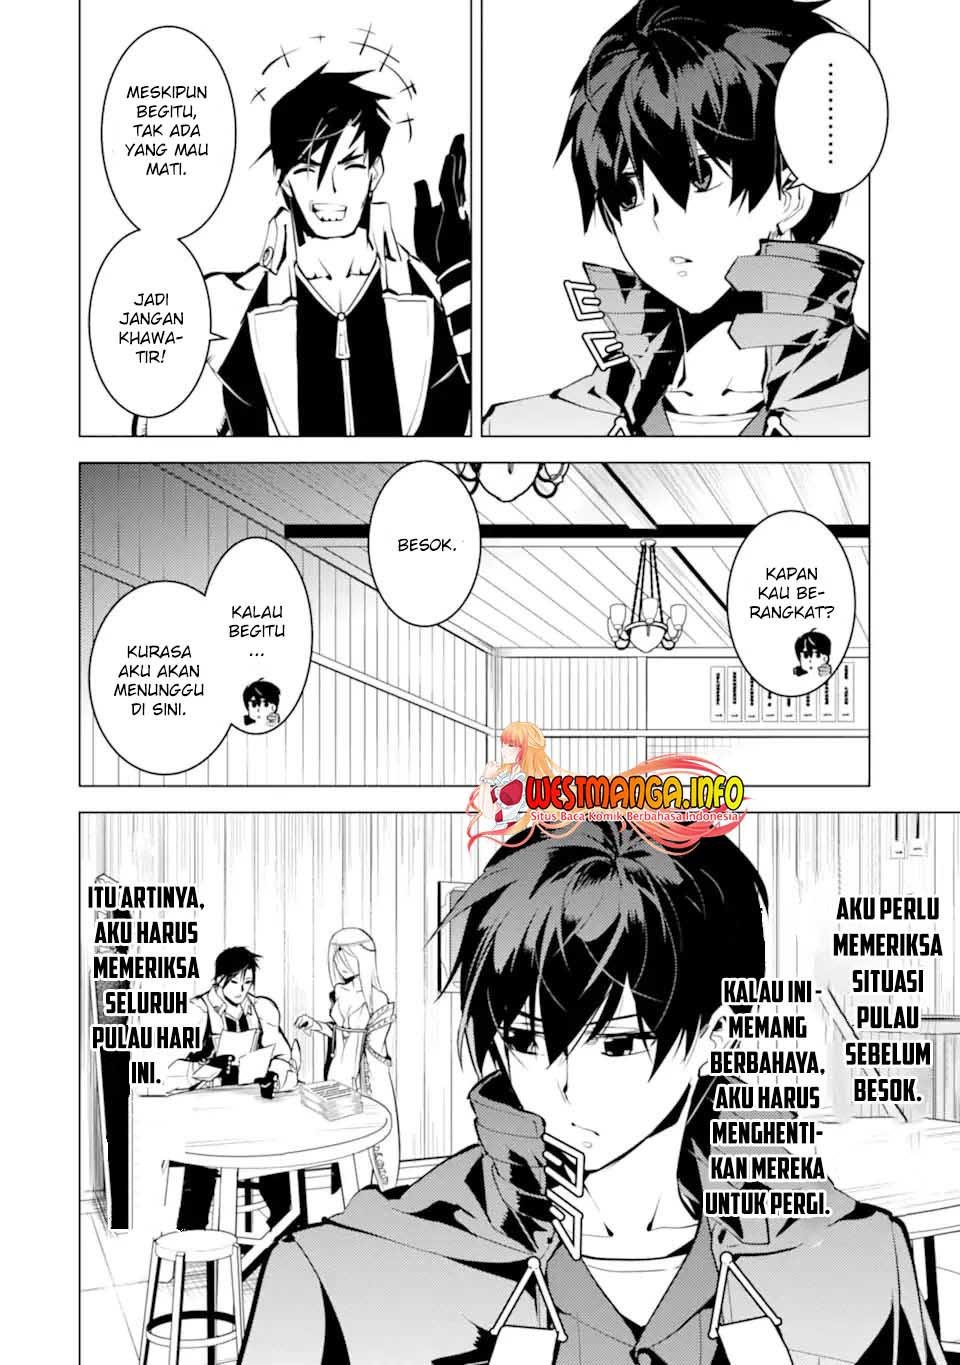 ..........
MESKIPUN
BEGITU,
TAK ADA
YANG MAU
MATI.
JADI
JANGAN
KHAWA-
TIR!
KAPAN
KAU BE-
RANGKAT?
BESOK.
KALAU
BEGITU
...
KURASA
AKU AKAN
MENUNGGU
DI SINI.
WESTMANGA.INFO
Situs Baca Komik Berbahasa Indonesia
AKU PERLU
MEMERIKSA
SITUASI
PULAU
SEBELUM
BESOK.
KALAU INI -
MEMANG
BERBAHAYA,
AKU HARUS
MENGHENTI-
KAN MEREKA
UNTUK PERGI.
ITU ARTINYA,
AKU HARUS
MEMERIKSA
SELURUH
PULAU HARI
INI.